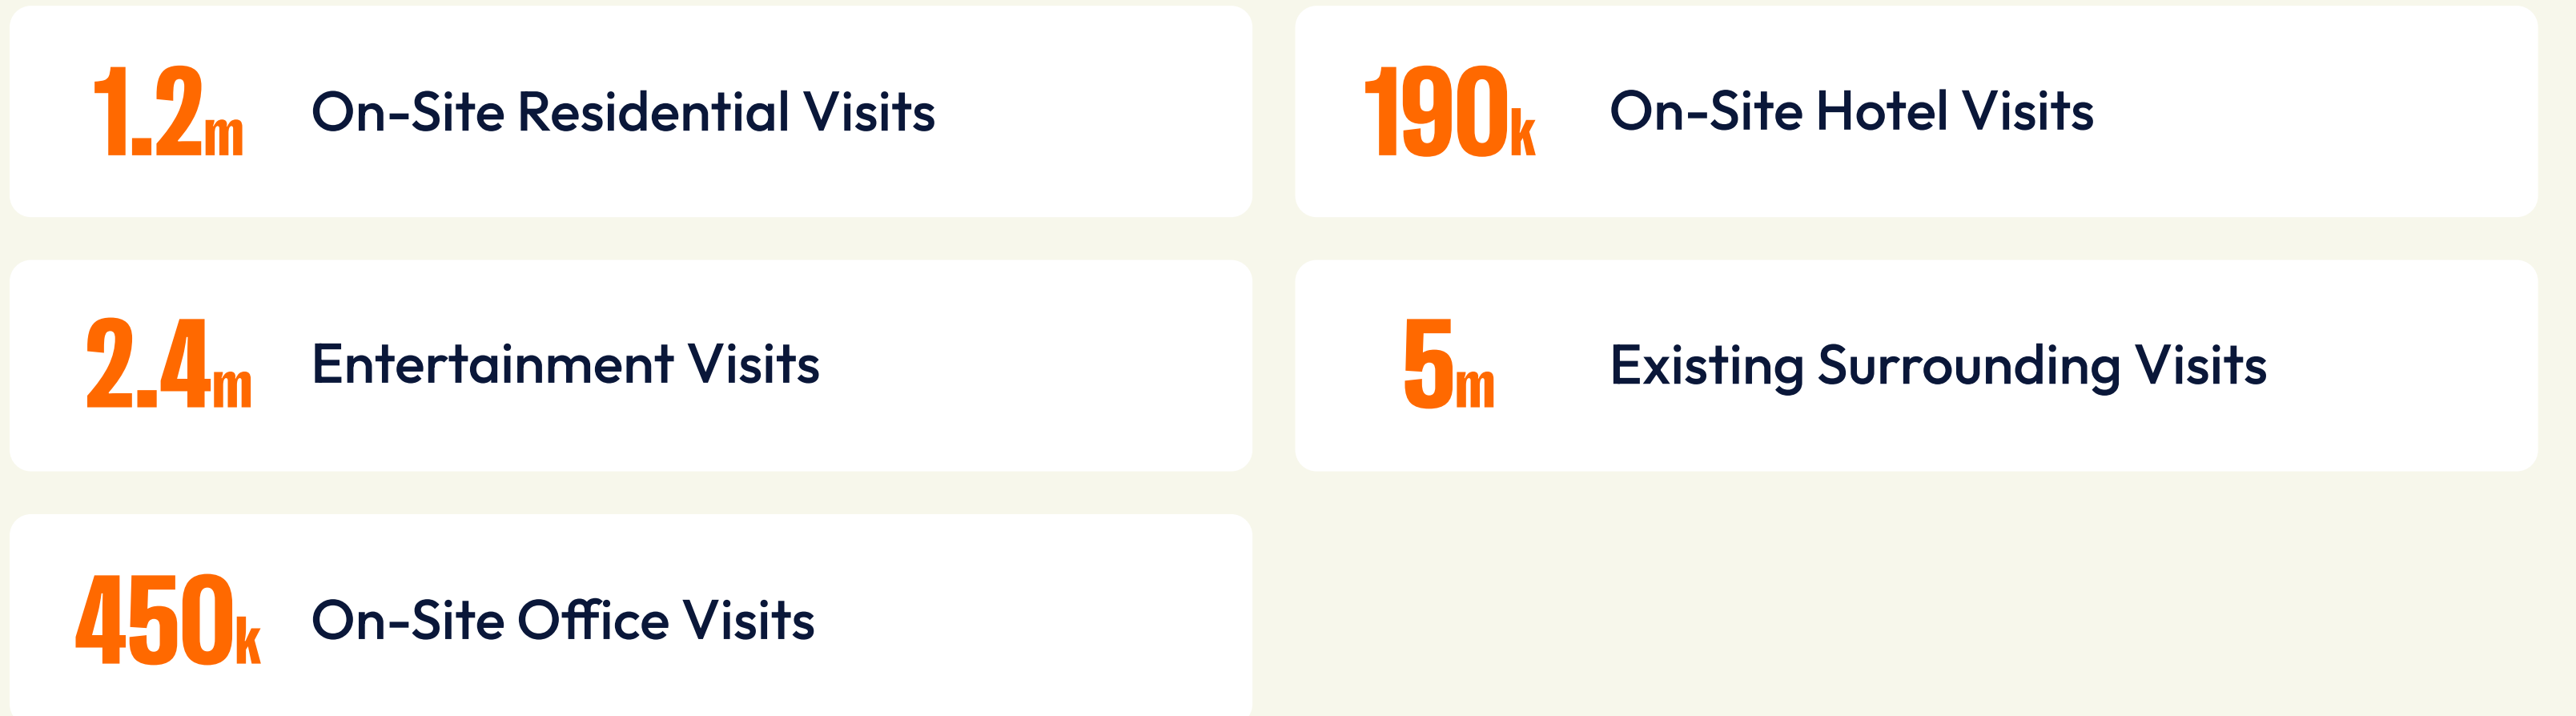 1.2m On-Site Residential Visits
190k On-Site Hotel Visits
2.4m Entertainment Visits
5m Existing Surrounding Visits
450k On-Site Office Visits